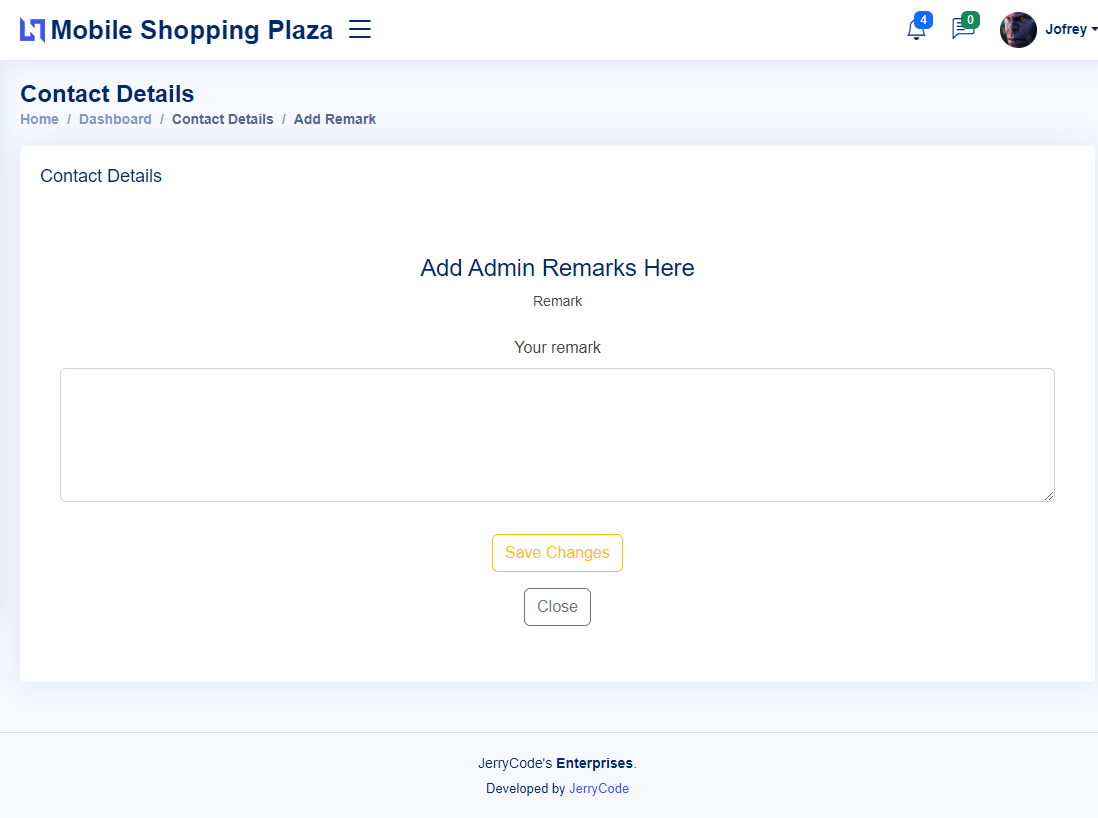 Mobile Shopping Plaza
4
0
Jofrey
Contact Details
Home / Dashboard / Contact Details / Add Remark
Contact Details
Add Admin Remarks Here
Remark
Your remark
Save Changes
Close
JerryCode's Enterprises.
Developed by JerryCode